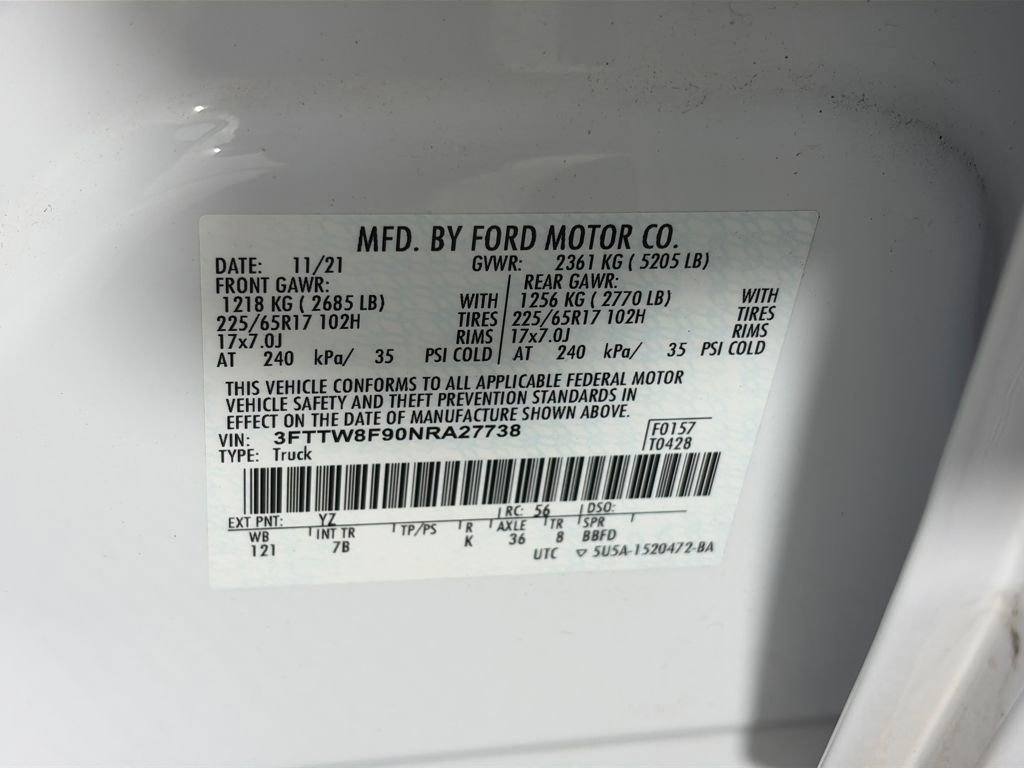 MFD. BY FORD MOTOR CO.
DATE: 11/21 GVWR: 2361 KG ( 5205 LB)
FRONT GAWR: REAR GAWR:
1218 KG ( 2685 LB) WITH 1256 KG ( 2770 LB) WITH
225/65R17 102H TIRES 225/65R17 102H TIRES
17x7.0J RIMS 17x7.0J RIMS
AT 240 kPa/ 35 PSI COLD AT 240 kPa/ 35 PSI COLD
THIS VEHICLE CONFORMS TO ALL APPLICABLE FEDERAL MOTOR
VEHICLE SAFETY AND THEFT PREVENTION STANDARDS IN
EFFECT ON THE DATE OF MANUFACTURE SHOWN ABOVE.
VIN: 3FTTW8F90NRA27738 F0157
TYPE: Truck T0428
EXT PNT: YZ RC: 56 DSO:
WB INT TR TP/PS R AXLE TR SPR
121 7B K 36 8 BBFD
UTC ▽ 5U5A-1520472-BA